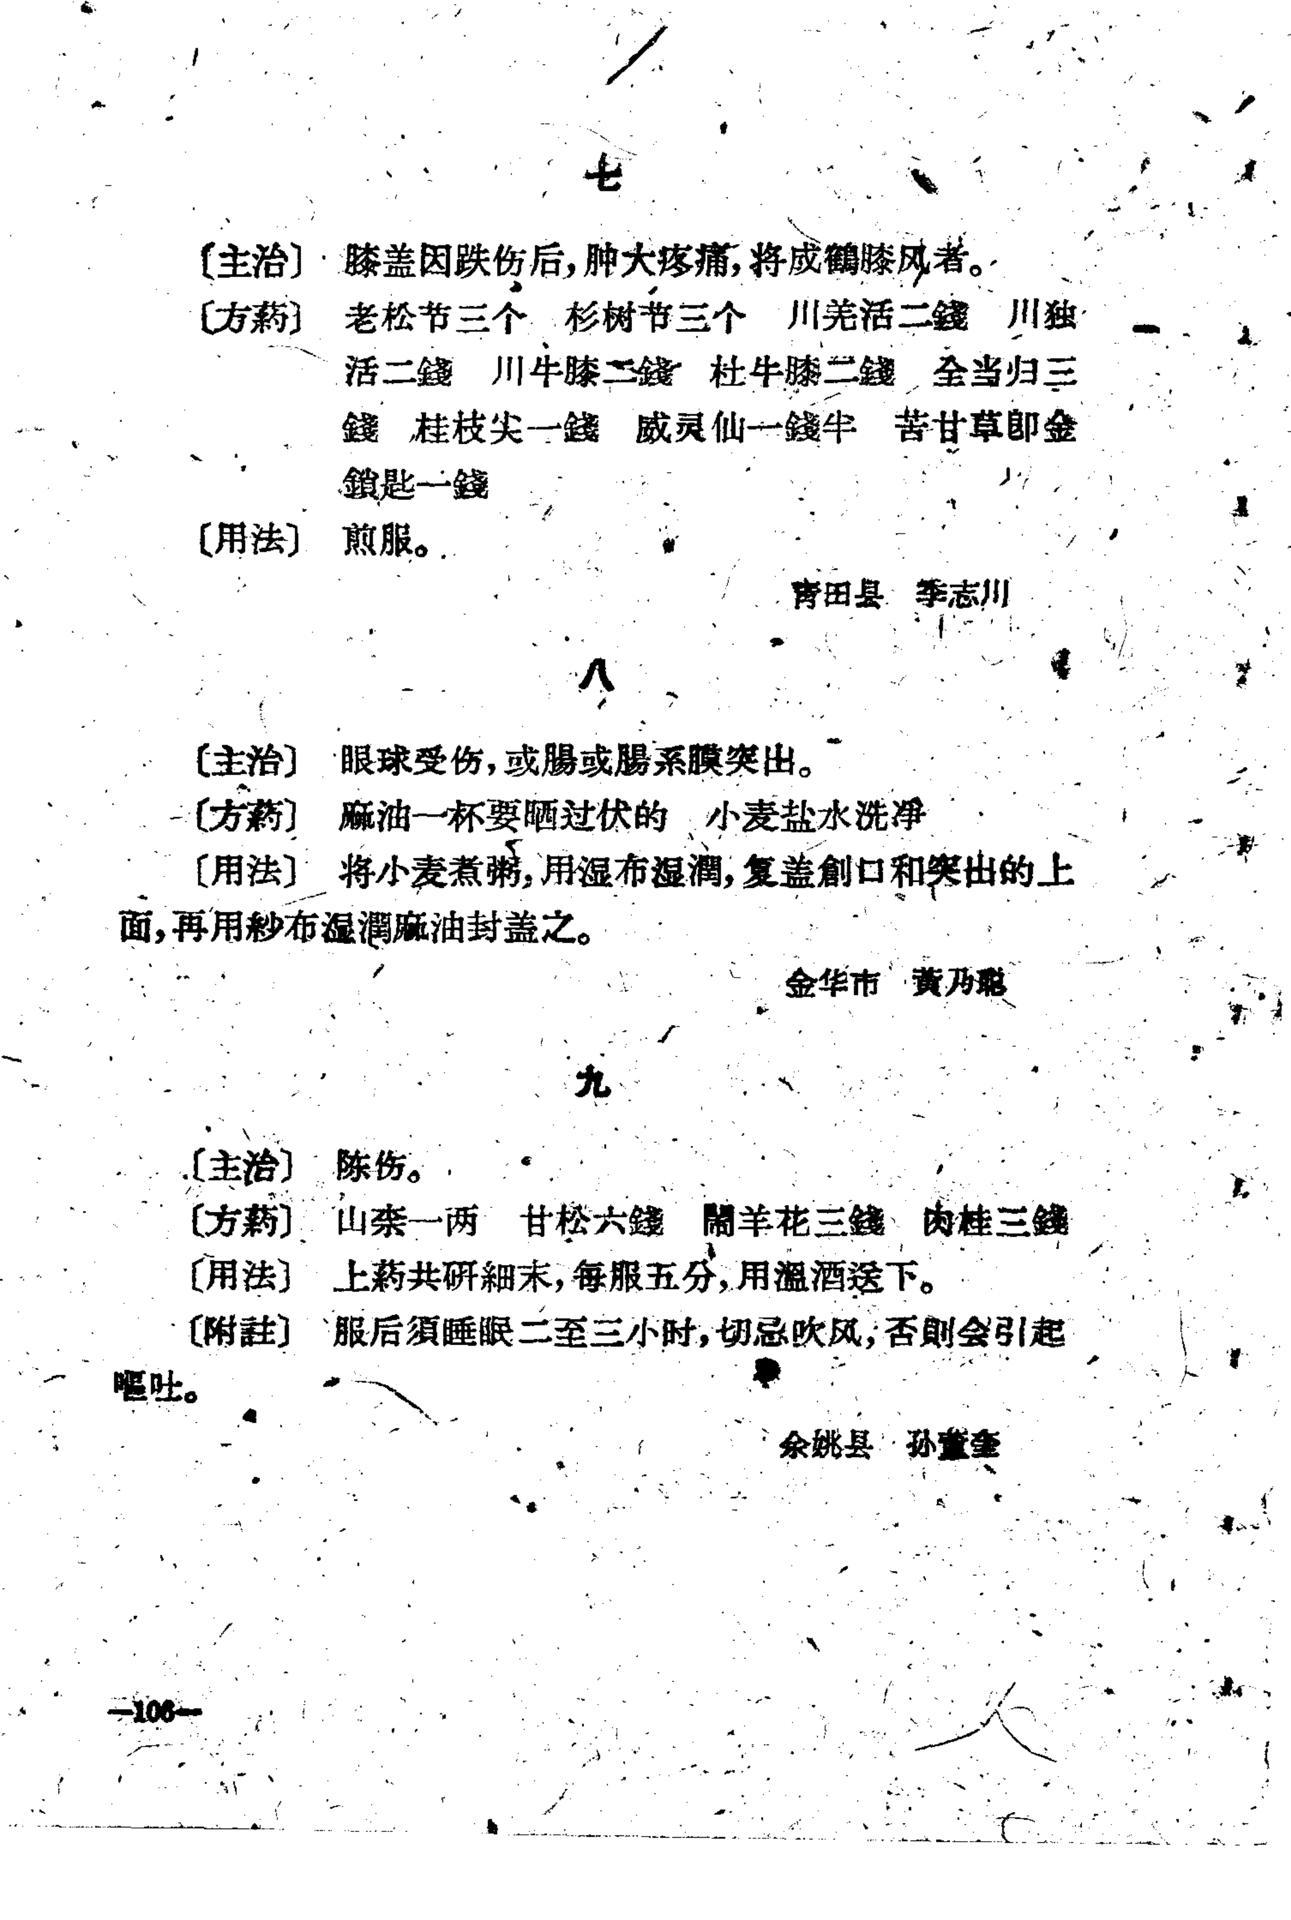 七
〔主治〕 膝盖因跌伤后，肿大疼痛，将成鶴膝风者。
〔方葯〕 老松节三个 杉树节三个 川羌活二錢 川独
活二錢 川牛膝二錢 杜牛膝二錢 全当归三
錢 桂枝尖一錢 威灵仙一錢半 苦甘草卽金
鎖匙一錢
〔用法〕 煎服。
青田县 季志川
八
〔主治〕 眼球受伤，或腸或腸系膜突出。
〔方葯〕 麻油一杯要晒过伏的 小麦盐水洗净
〔用法〕 将小麦煮粥，用湿布湿潤，复盖創口和突出的上
面，再用紗布湿潤麻油封盖之。
金华市 黃乃聪
九
〔主治〕 陈伤。
〔方葯〕 山柰一两 甘松六錢 鬧羊花三錢 肉桂三錢
〔用法〕 上葯共研細末，每服五分，用溫酒送下。
〔附註〕 服后須睡眠二至三小时，切忌吹风，否則会引起
嘔吐。
余姚县 孙奎
—106—